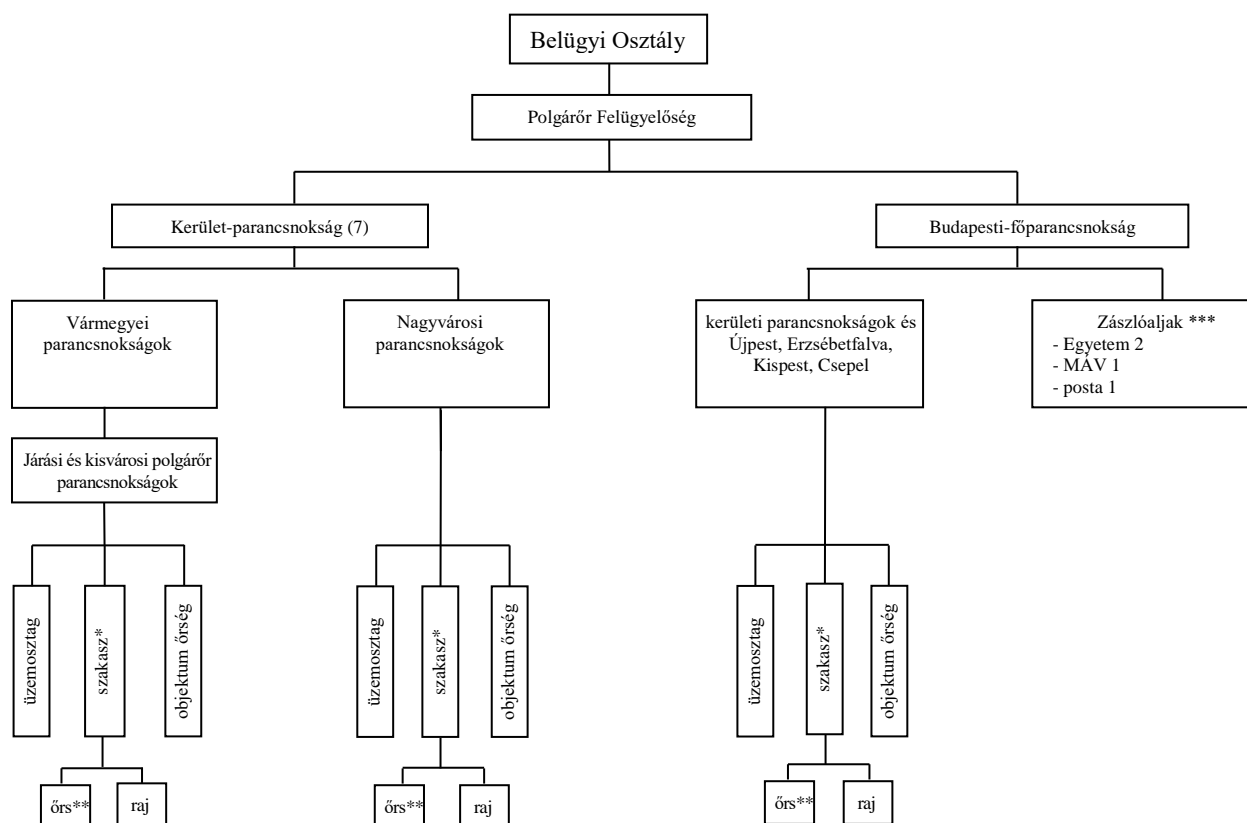 Belügyi Osztály
Polgárőr Felügyelőség
Kerület-parancsnokság (7)
Budapesti-főparancsnokság
Vármegyei
parancsnokságok
Nagyvárosi
parancsnokságok
kerületi parancsnokságok és
Újpest, Erzsébetfalva,
Kispest, Csepel
Zászlóaljak ***
- Egyetem 2
- MÁV 1
- posta 1
Járási és kisvárosi polgárőr
parancsnokságok
üzemosztag
szakasz*
objektum őrség
üzemosztag
szakasz*
objektum őrség
üzemosztag
szakasz*
objektum őrség
őrs**
raj
őrs**
raj
őrs**
raj